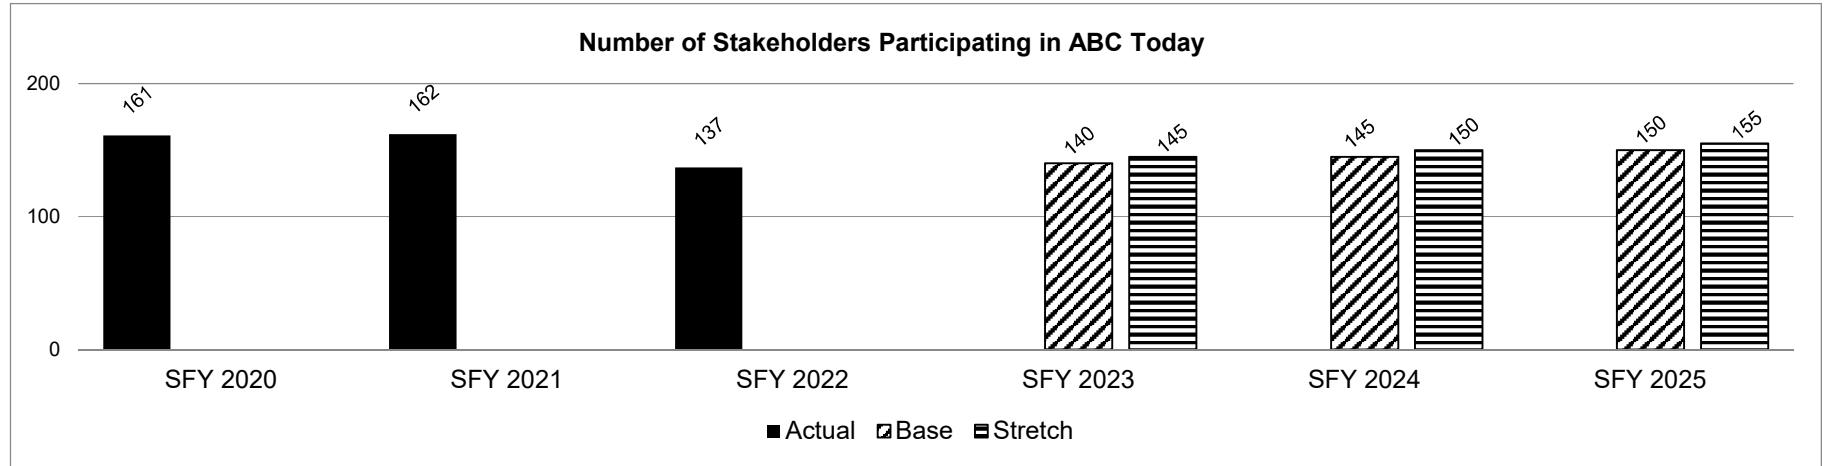 Number of Stakeholders Participating in ABC Today
200
161
162
137
140
145
145
150
150
155
100
0
SFY 2020
SFY 2021
SFY 2022
SFY 2023
SFY 2024
SFY 2025
Actual
Base
Stretch